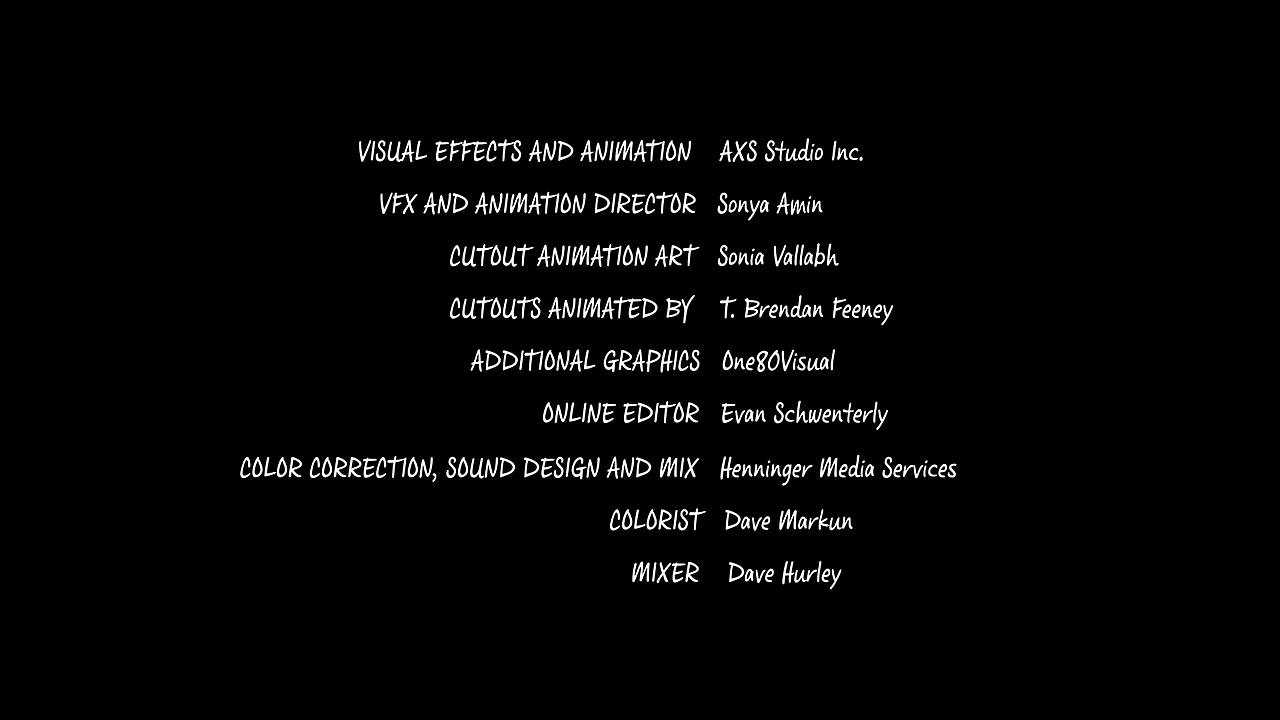 VISUAL EFFECTS AND ANIMATION AXS Studio Inc.
VFX AND ANIMATION DIRECTOR Sonya Amin
CUTOUT ANIMATION ART Sonia Vallabh
CUTOUTS ANIMATED BY T. Brendan Feeney
ADDITIONAL GRAPHICS One80Visual
ONLINE EDITOR Evan Schwenterly
COLOR CORRECTION, SOUND DESIGN AND MIX Henninger Media Services
COLORIST Dave Markun
MIXER Dave Hurley